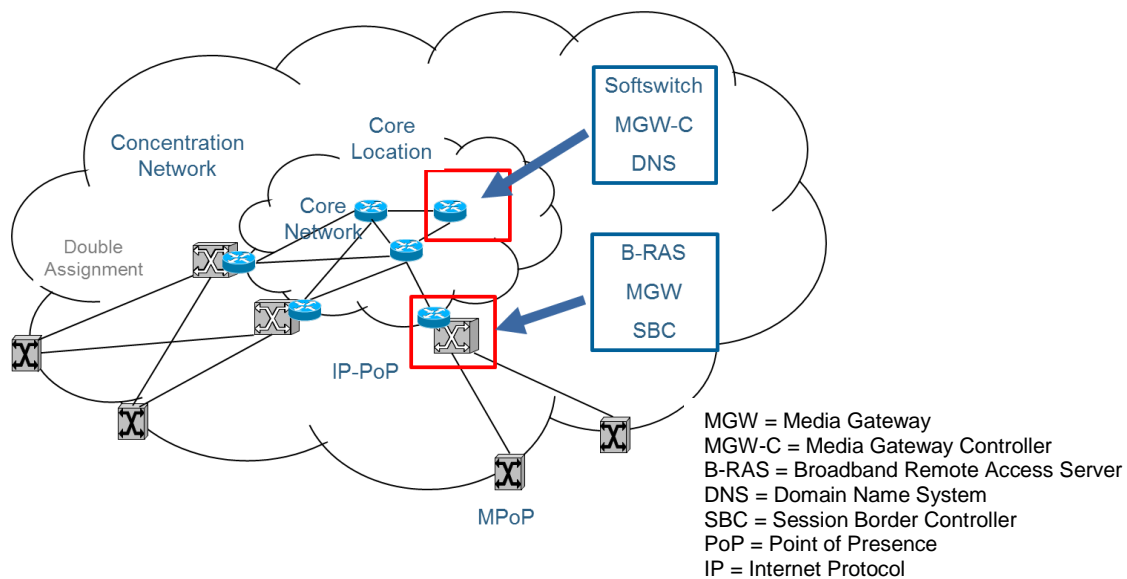 Softswitch
MGW-C
DNS
Core
Location
Concentration
Network
Core
Network
Double
Assignment
B-RAS
MGW
SBC
IP-PoP
MPoP
MGW = Media Gateway
MGW-C = Media Gateway Controller
B-RAS = Broadband Remote Access Server
DNS = Domain Name System
SBC = Session Border Controller
PoP = Point of Presence
IP = Internet Protocol